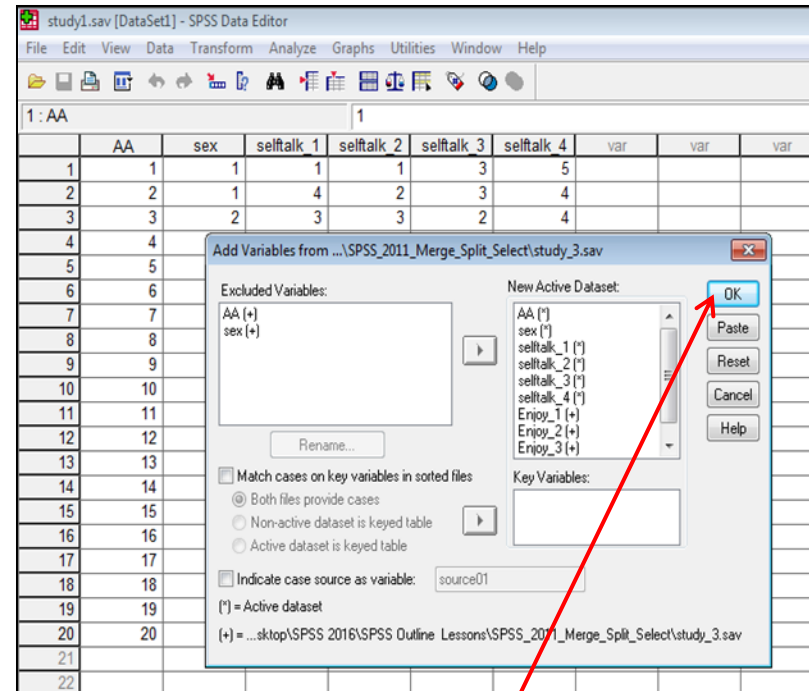 study1.sav [DataSet1] - SPSS Data Editor
File Edit View Data Transform Analyze Graphs Utilities Window Help
1 : AA 1
AA sex selftalk_1 selftalk_2 selftalk_3 selftalk_4 var var var
1 1 1 1 1 3 5
2 2 1 4 2 3 4
3 3 2 3 3 2 4
4 4
5 5
6 6
7 7
8 8
9 9
10 10
11 11
12 12
13 13
14 14
15 15
16 16
17 17
18 18
19 19
20 20
21
22
Add Variables from ...\SPSS_2011_Merge_Split_Select\study_3.sav
Excluded Variables:
AA (+)
sex (+)
Rename...
New Active Dataset:
AA (*)
sex (*)
selftalk_1 (*)
selftalk_2 (*)
selftalk_3 (*)
selftalk_4 (*)
Enjoy_1 (+)
Enjoy_2 (+)
Enjoy_3 (+)
OK
Paste
Reset
Cancel
Help
Match cases on key variables in sorted files
Both files provide cases
Non-active dataset is keyed table
Active dataset is keyed table
Key Variables:
Indicate case source as variable: source01
(*) = Active dataset
(+) = ...sktop\SPSS 2016\SPSS Outline Lessons\SPSS_2011_Merge_Split_Select\study_3.sav